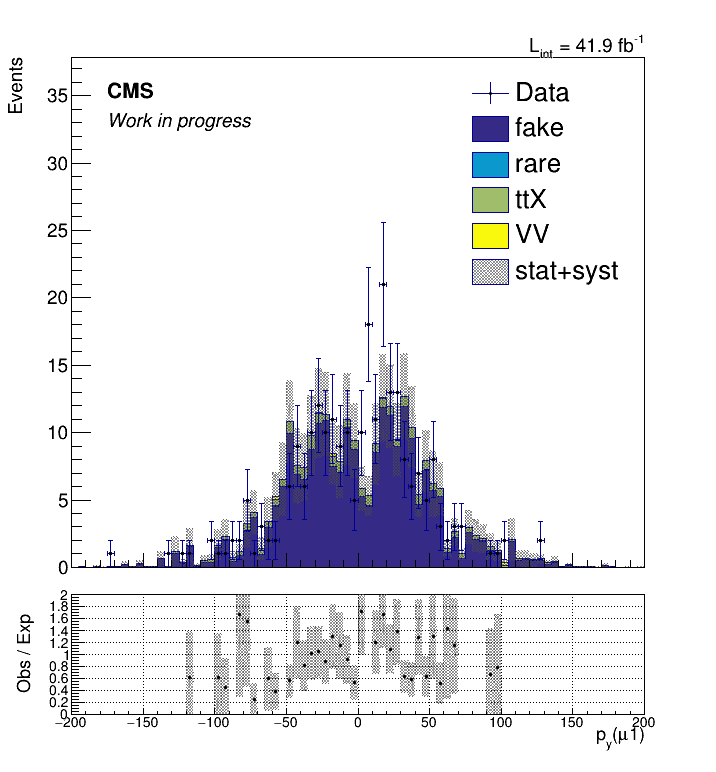 L_int = 41.9 fb^-1
Events
CMS
Work in progress
Data
fake
rare
ttX
VV
stat+syst
35
30
25
20
15
10
5
0
Obs / Exp
2
1.8
1.6
1.4
1.2
1
0.8
0.6
0.4
0.2
0
−200 −150 −100 −50 0 50 100 150 200
p_y(μ1)